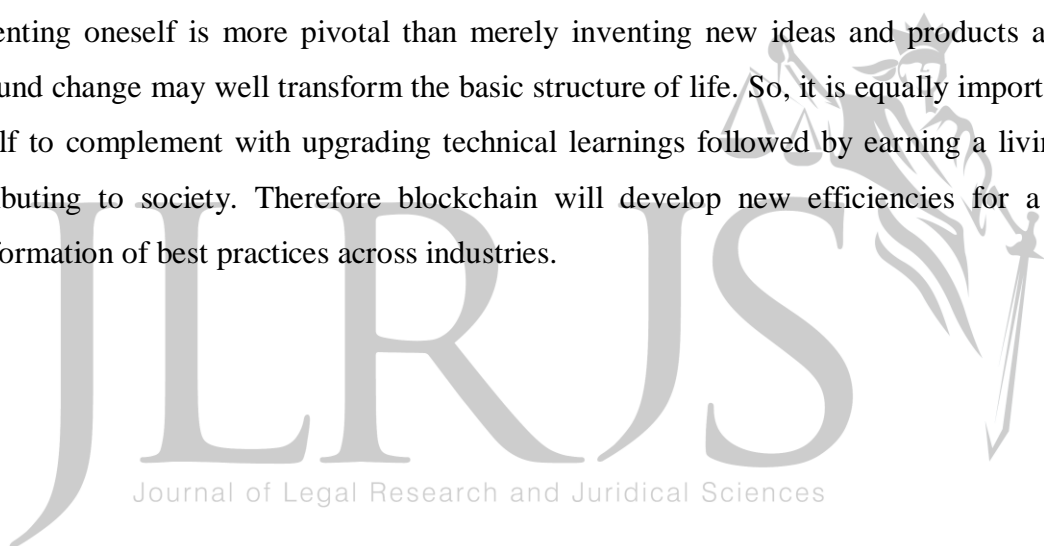 enting oneself is more pivotal than merely inventing new ideas and products a
und change may well transform the basic structure of life. So, it is equally import
lf to complement with upgrading technical learnings followed by earning a livin
buting to society. Therefore blockchain will develop new efficiencies for a
ormation of best practices across industries.
JLRJS
Journal of Legal Research and Juridical Sciences